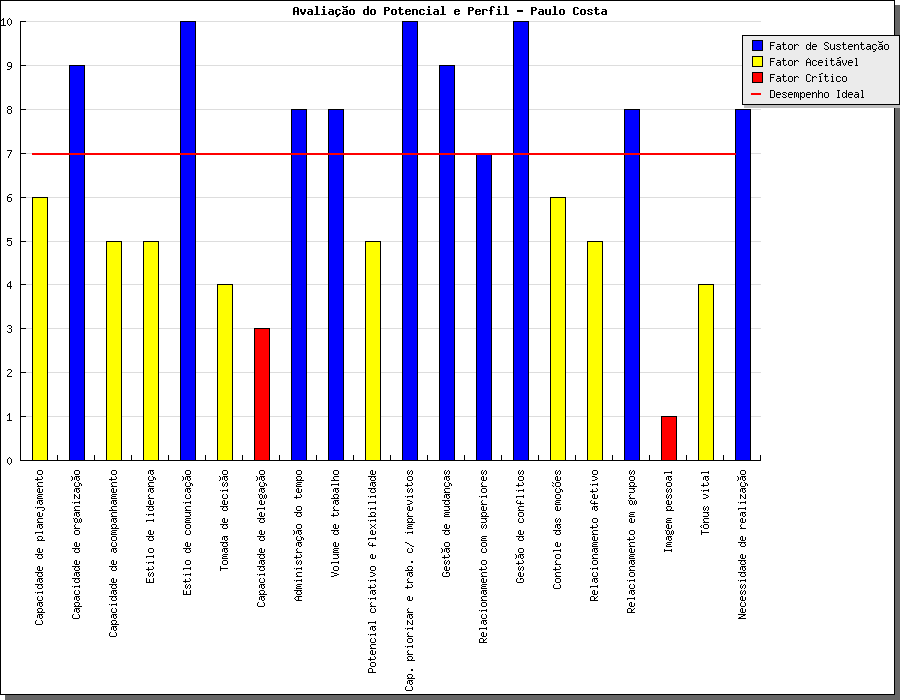 Avaliação do Potencial e Perfil - Paulo Costa
10
9
8
7
6
5
4
3
2
1
0
Fator de Sustentação
Fator Aceitável
Fator Crítico
Desempenho Ideal
Capacidade de planejamento
Capacidade de organização
Capacidade de acompanhamento
Estilo de liderança
Estilo de comunicação
Tomada de decisão
Capacidade de delegação
Administração do tempo
Volume de trabalho
Potencial criativo e flexibilidade
Cap. priorizar e trab. c/ imprevistos
Gestão de mudanças
Relacionamento com superiores
Gestão de conflitos
Controle das emoções
Relacionamento afetivo
Relacionamento em grupos
Imagem pessoal
Tônus vital
Necessidade de realização